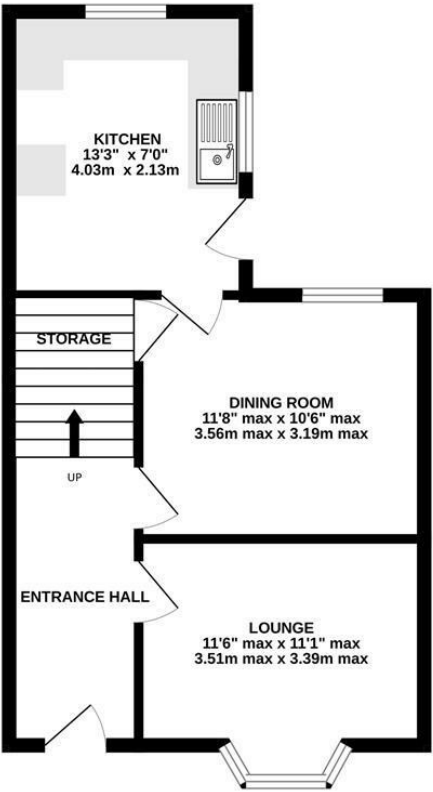 KITCHEN
13'3" x 7'0"
4.03m x 2.13m
STORAGE
UP
DINING ROOM
11'8" max x 10'6" max
3.56m max x 3.19m max
ENTRANCE HALL
LOUNGE
11'6" max x 11'1" max
3.51m max x 3.39m max